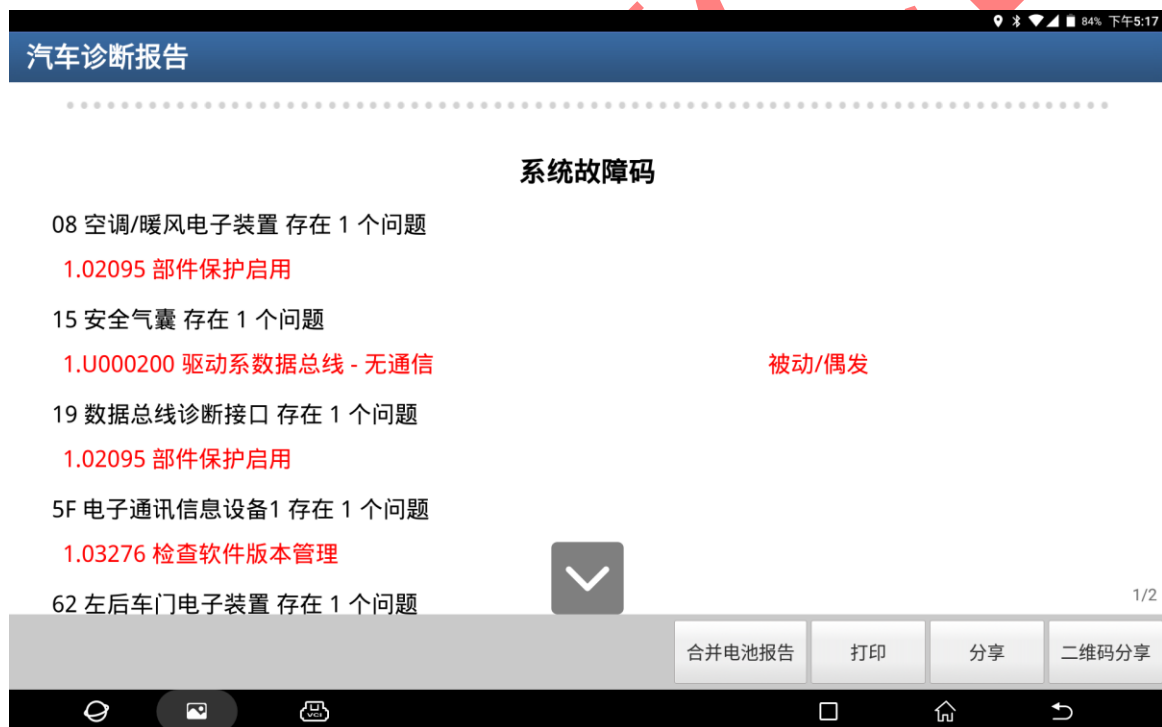 84% 下午5:17
汽车诊断报告
系统故障码
08 空调/暖风电子装置 存在 1 个问题
1.02095 部件保护启用
15 安全气囊 存在 1 个问题
1.U000200 驱动系数据总线 - 无通信 被动/偶发
19 数据总线诊断接口 存在 1 个问题
1.02095 部件保护启用
5F 电子通讯信息设备1 存在 1 个问题
1.03276 检查软件版本管理
62 左后车门电子装置 存在 1 个问题
1/2
合并电池报告 打印 分享 二维码分享
VCI